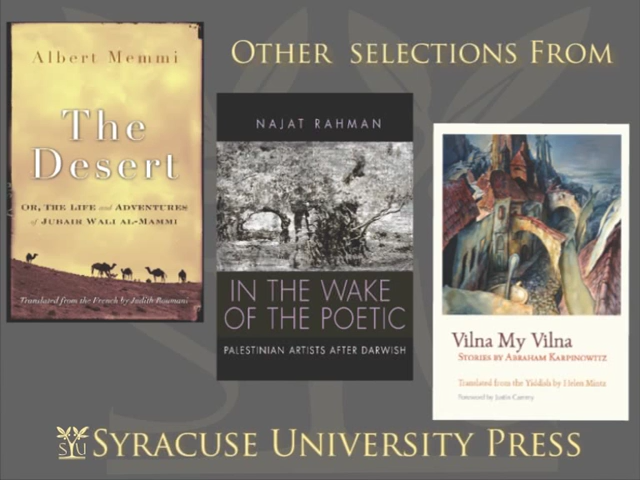 OTHER SELECTIONS FROM
Albert Memmi
The
Desert
OR, THE LIFE and ADVENTURES
of JUBAIR WALI AL-MAMMI
Translated from the French by Judith Roumani
NAJAT RAHMAN
IN THE WAKE
OF THE POETIC
PALESTINIAN ARTISTS AFTER DARWISH
Vilna My Vilna
STORIES BY ABRAHAM KARPINOWITZ
Translated from the Yiddish by Helen Mintz
Foreword by Justin Cammy
SYU
SYRACUSE UNIVERSITY PRESS